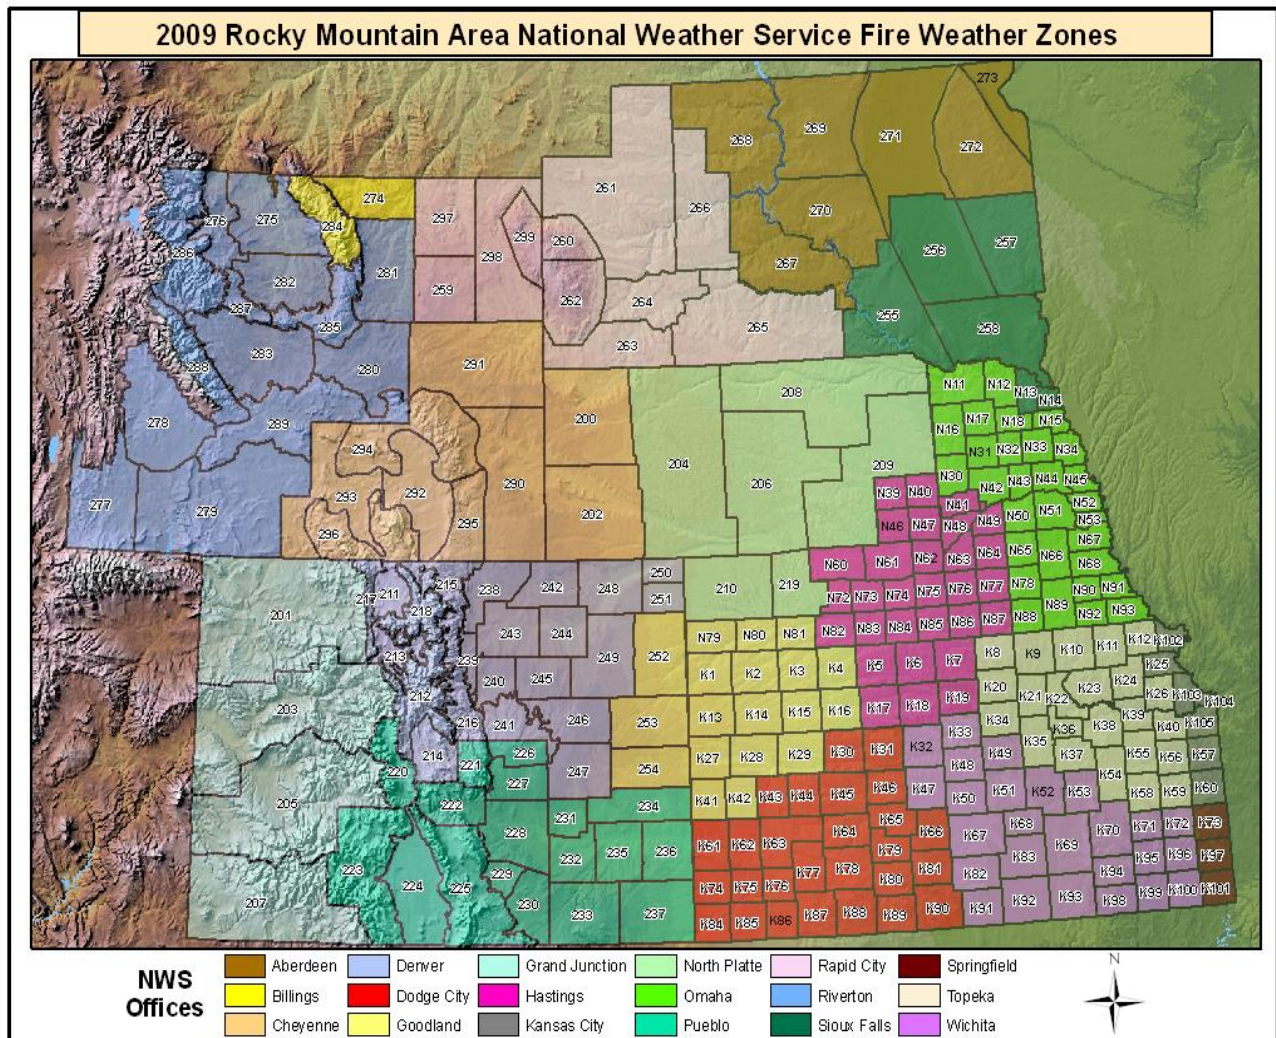 2009 Rocky Mountain Area National Weather Service Fire Weather Zones
273
269
268
271
272
261
274
276
275
284
297
266
299
270
298
260
256
257
286
281
267
282
259
262
264
287
285
255
265
258
283
263
288
280
291
208
N11
N12
N13
N14
278
289
200
N16
N17
N18
N15
294
204
209
N31
N32
N33
N34
206
N30
277
279
293
292
290
N39
N40
N42
N43
N44
N45
202
N41
N52
296
295
N46
N47
N48
N49
N50
N51
N53
N60
N61
N62
N63
N64
N65
N66
N67
250
N68
201
217
211
215
238
242
248
251
210
219
N72
N73
N74
N75
N76
N77
N78
N90
N91
218
N88
N89
N92
N93
243
244
N79
N80
N81
N82
N83
N84
N85
N86
N87
213
239
249
252
K8
K9
K10
K11
K12
K102
K1
K2
K3
K4
K5
K6
K7
K25
212
240
245
K20
K21
K22
K23
K24
K26
K103
K104
203
216
241
246
253
K13
K14
K15
K16
K17
K18
K19
K34
K39
K105
214
226
K27
K28
K29
K30
K31
K32
K33
K35
K36
K38
K40
220
221
247
254
K48
K49
K37
K55
K56
K57
227
K54
205
222
231
234
K41
K42
K43
K44
K45
K46
K47
K50
K51
K52
K53
K58
K59
K60
228
K65
K66
K67
K68
K70
K71
K72
K73
223
232
235
236
K61
K62
K63
K64
K79
K69
229
K83
K95
K96
K97
224
225
K74
K75
K76
K77
K78
K80
K81
K82
K94
207
230
233
237
K84
K85
K86
K87
K88
K89
K90
K91
K92
K93
K98
K99
K100
K101
NWS
Offices
Aberdeen
Denver
Grand Junction
North Platte
Rapid City
Springfield
Billings
Dodge City
Hastings
Omaha
Riverton
Topeka
Cheyenne
Goodland
Kansas City
Pueblo
Sioux Falls
Wichita
N